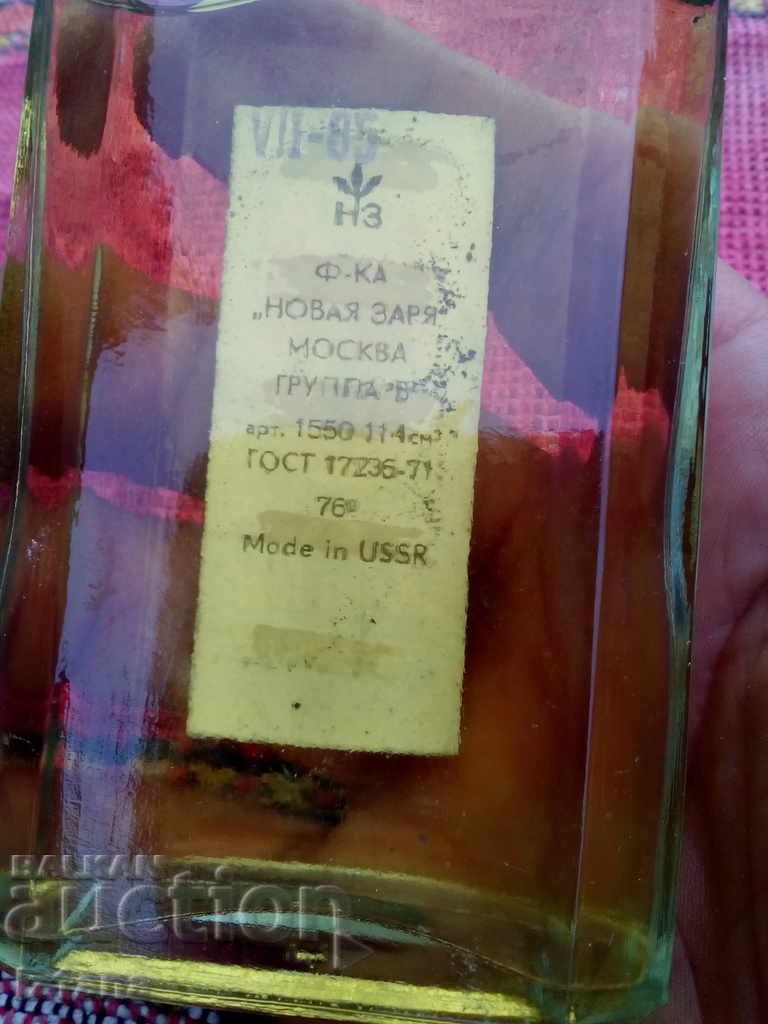 VII-85
НЗ
Ф-КА
„НОВАЯ ЗАРЯ"
МОСКВА
ГРУППА "В"
арт. 1550 114 см³
ГОСТ 17236-71
76°
Made in USSR
BALKAN
auction